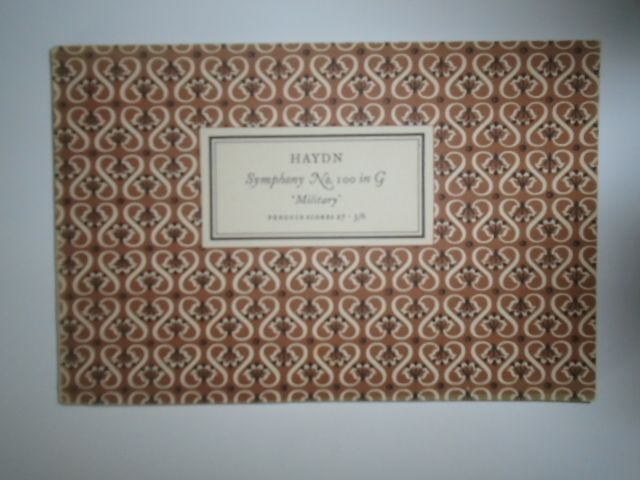 HAYDN
Symphony No. 100 in G
'Military'
PENGUIN SCORES 27 · 3/6